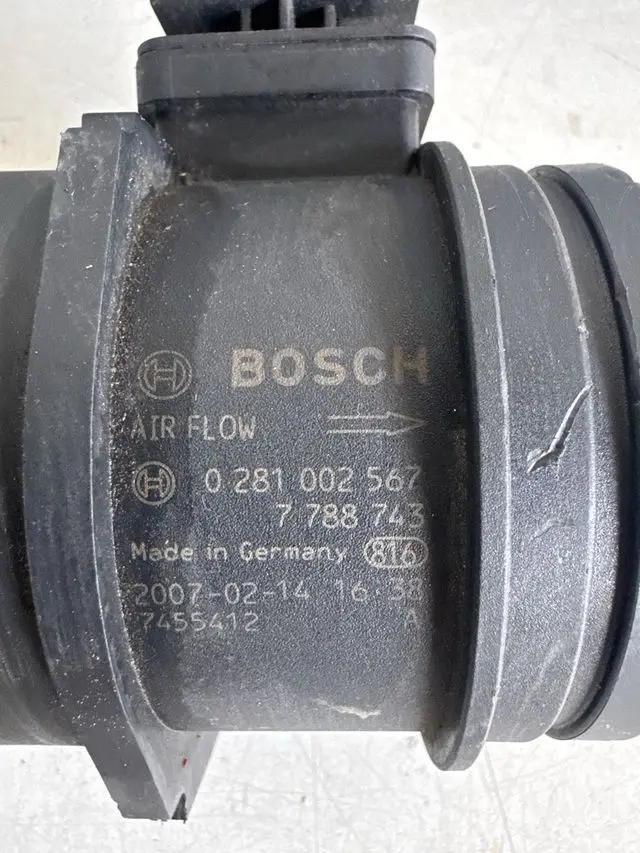 BOSCH
AIR FLOW
0 281 002 567
7 788 743
Made in Germany 816
2007-02-14 16:38
7455412 A